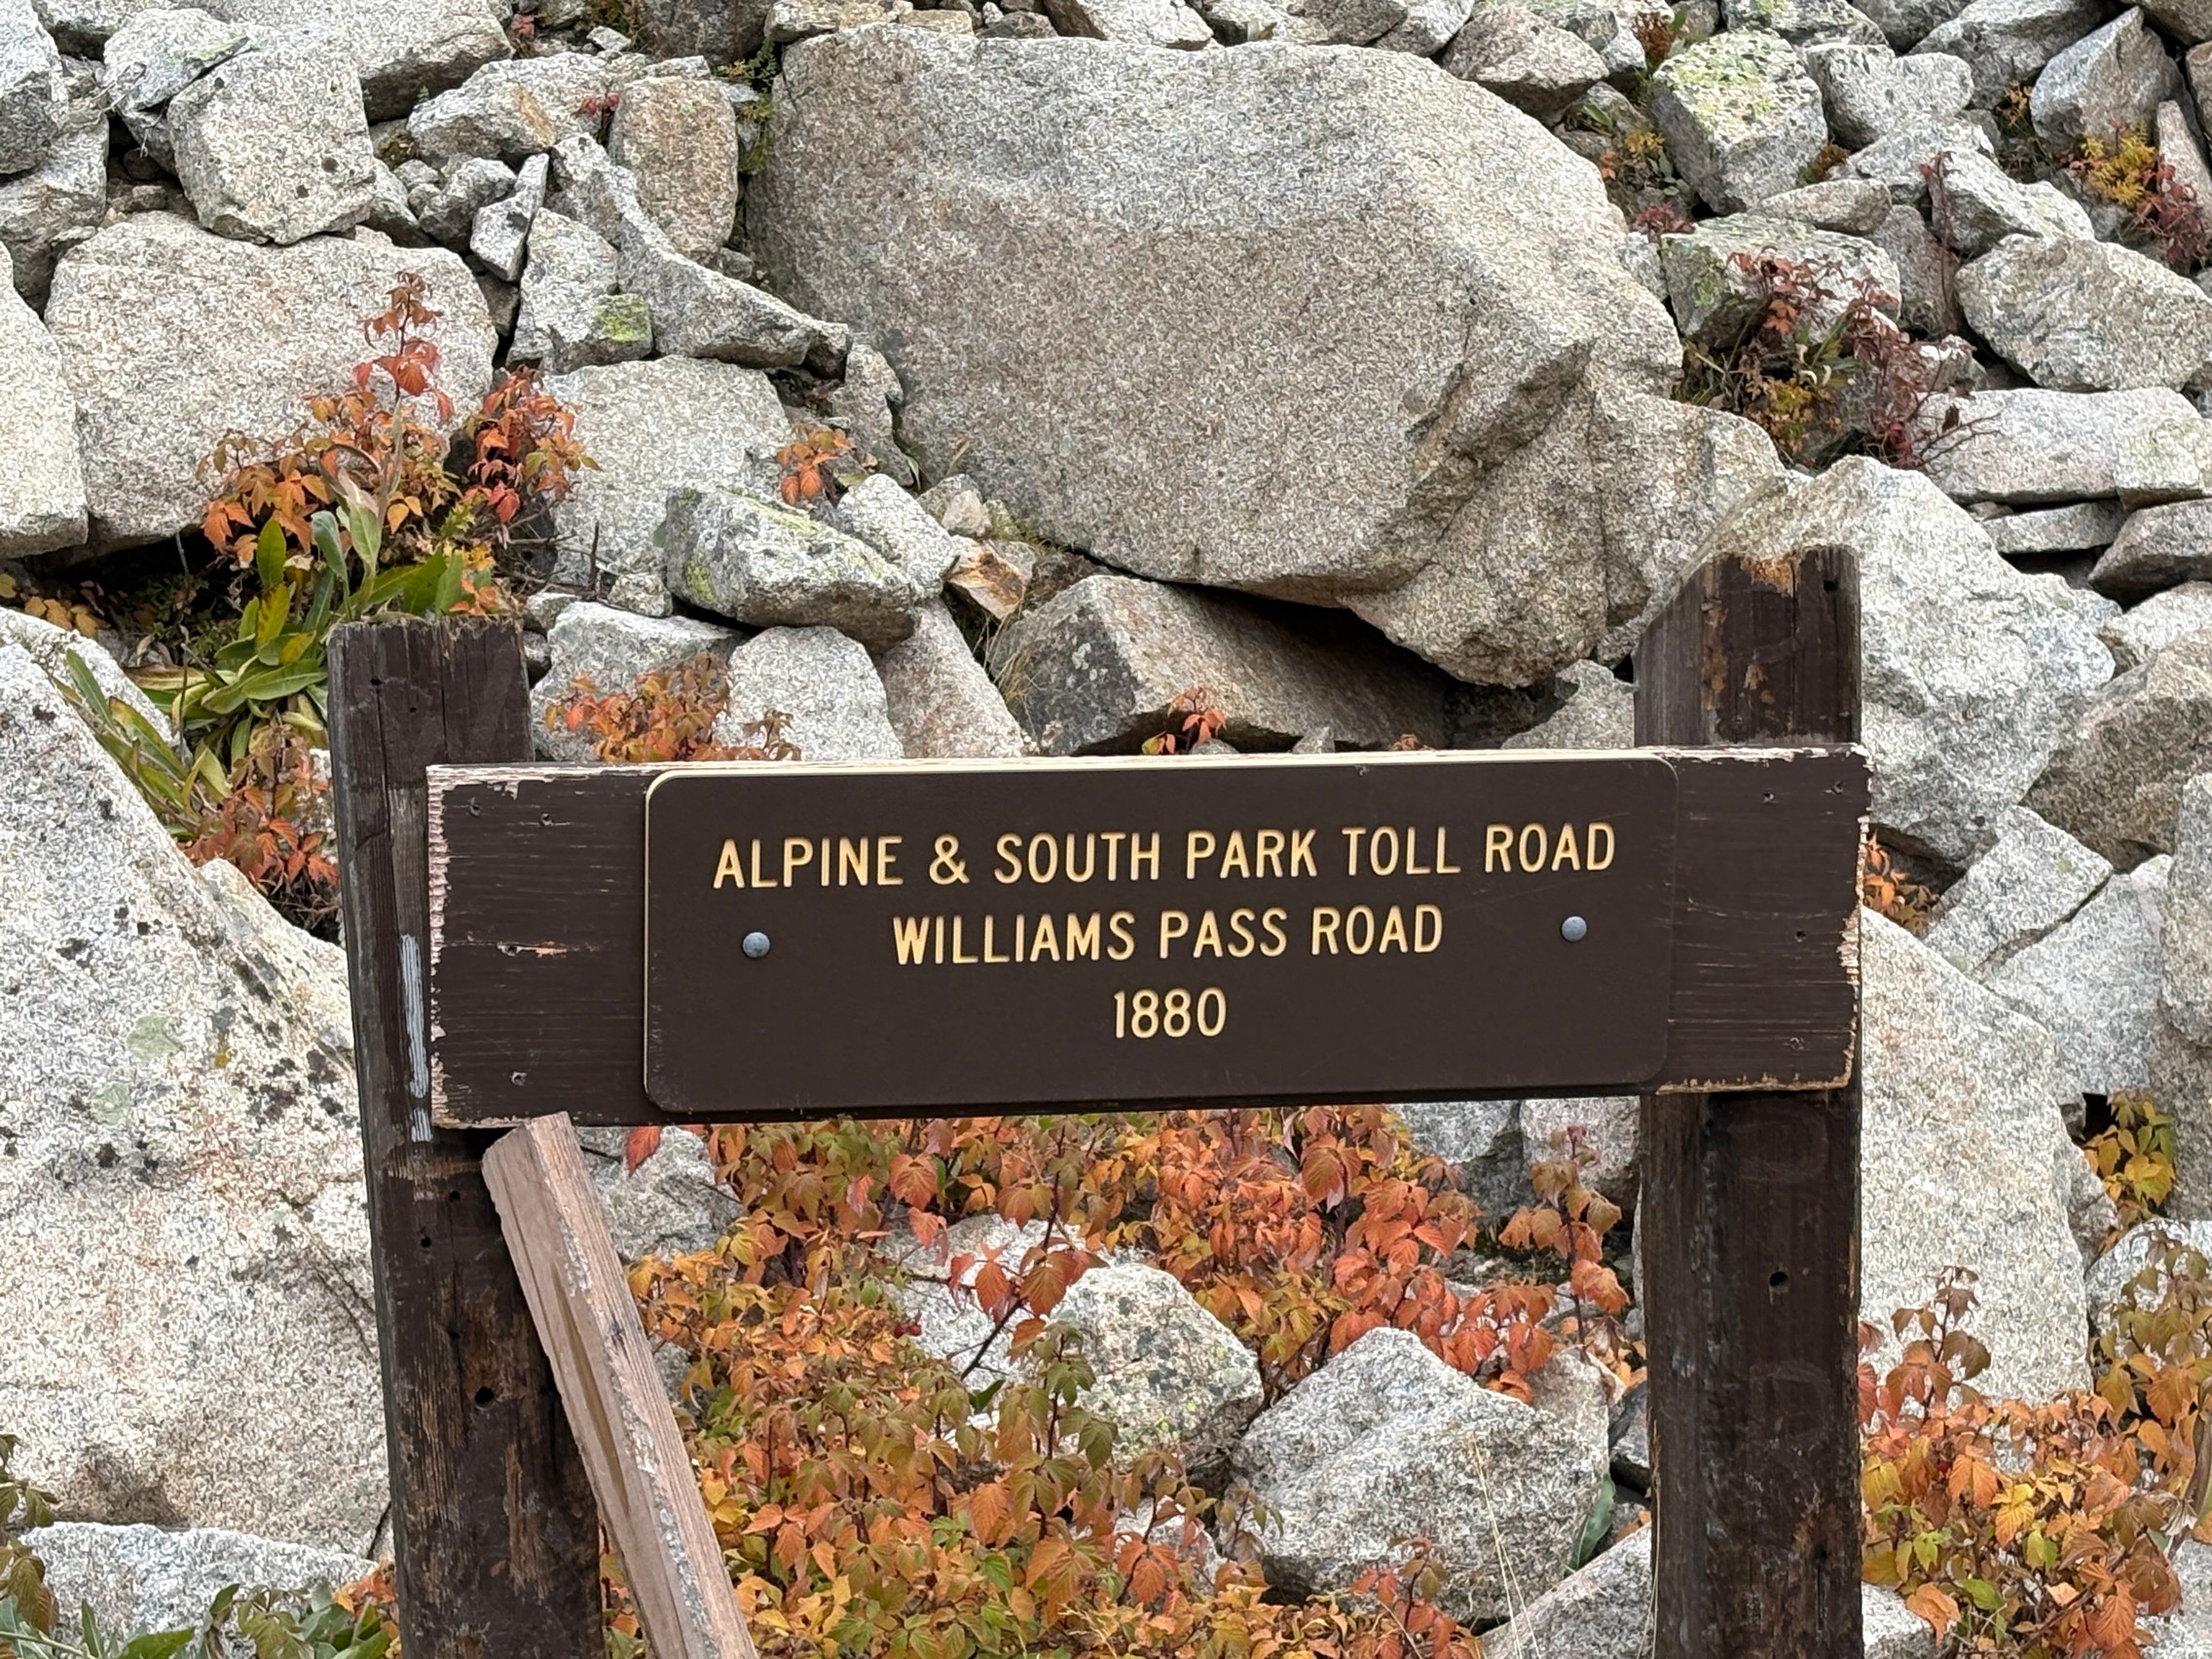 ALPINE & SOUTH PARK TOLL ROAD
WILLIAMS PASS ROAD
1880